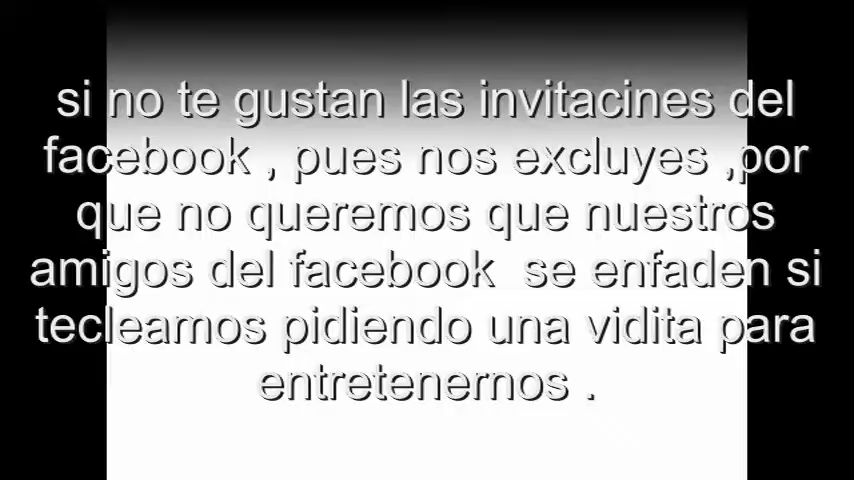 si no te gustan las invitacines del
facebook , pues nos excluyes ,por
que no queremos que nuestros
amigos del facebook  se enfaden si
tecleamos pidiendo una vidita para
entretenernos .